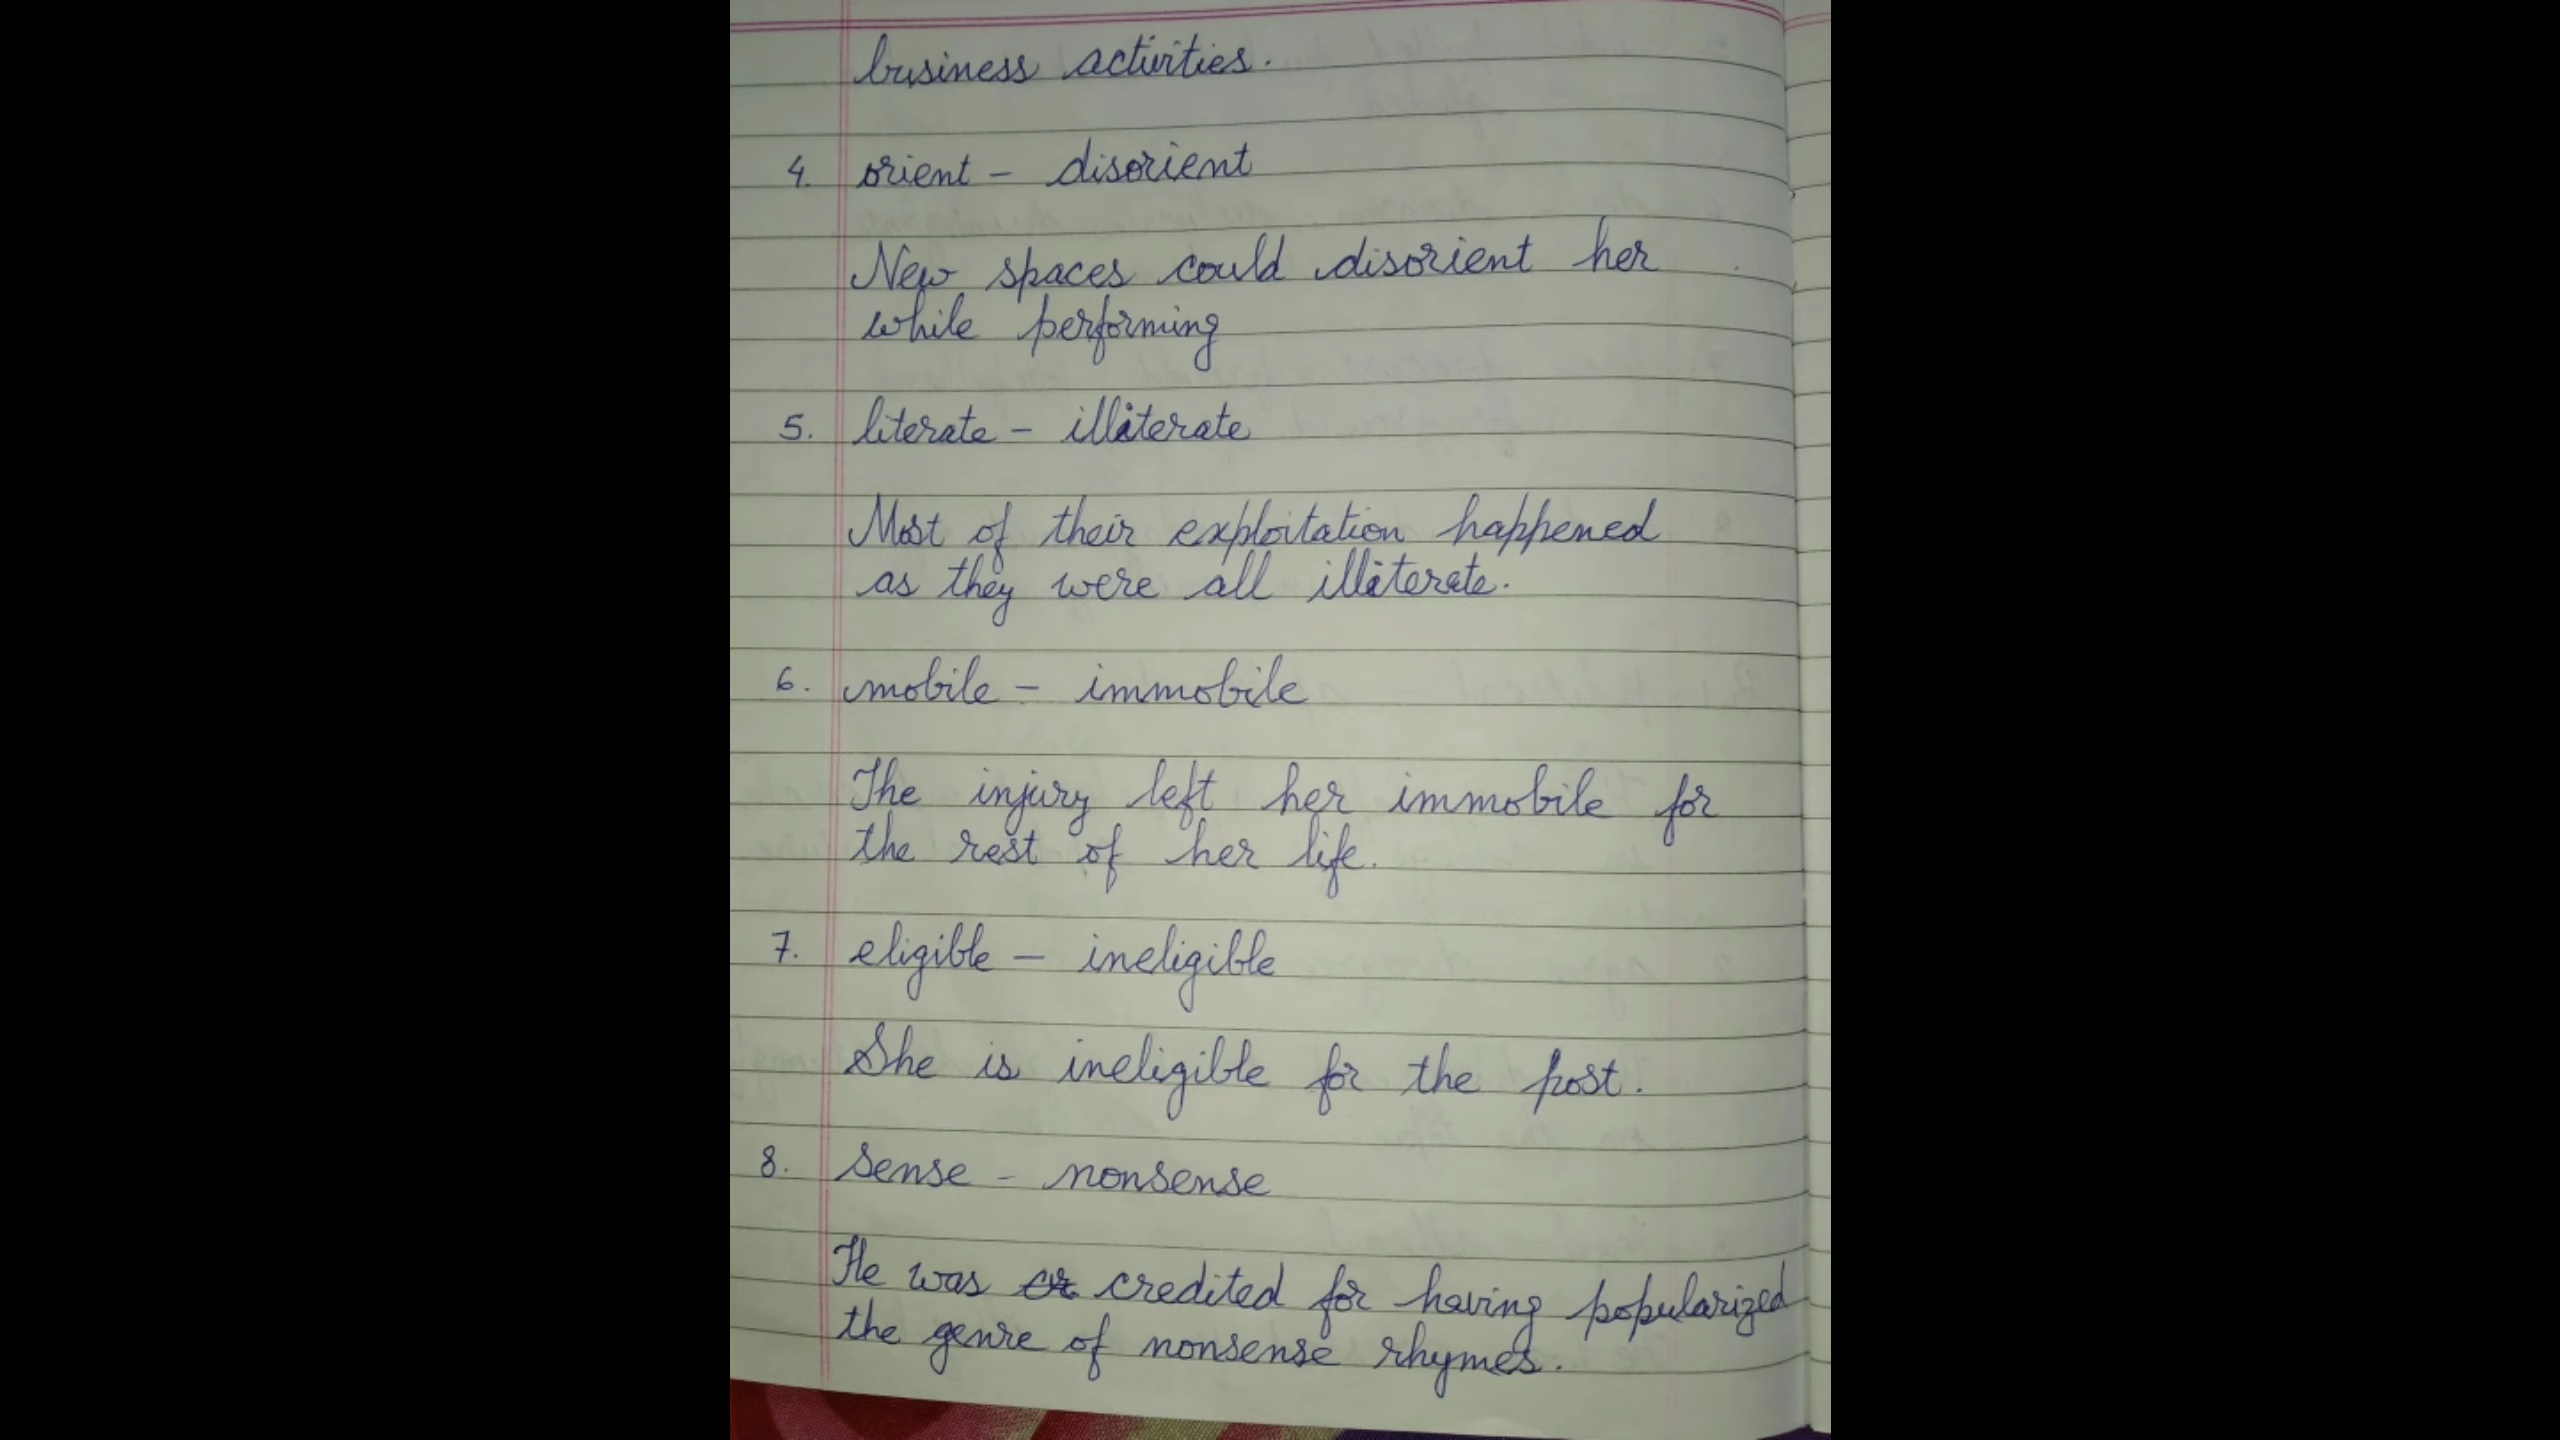 business activities.
4. orient - disorient
New spaces could disorient her
while performing
5. literate - illiterate
Most of their exploitation happened
as they were all illiterate.
6. mobile - immobile
The injury left her immobile for
the rest of her life.
7. eligible - ineligible
She is ineligible for the post.
8. sense - nonsense
He was cr credited for having popularized
the genre of nonsense rhymes.